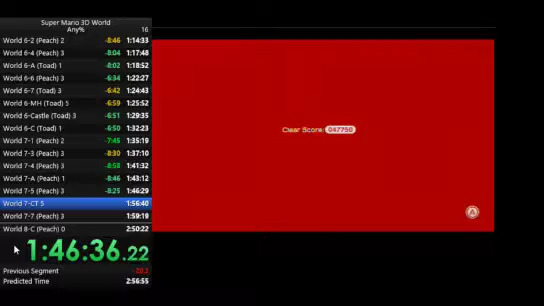 Super Mario 3D World
Any% 16
World 6-2 (Peach) 2 -8:46 1:14:33
World 6-4 (Peach) 3 -8:04 1:17:48
World 6-A (Toad) 1 -8:02 1:18:52
World 6-6 (Peach) 3 -6:34 1:22:27
World 6-7 (Toad) 3 -6:42 1:24:43
World 6-MH (Toad) 5 -6:59 1:25:52
World 6-Castle (Toad) 3 -6:51 1:29:35
World 6-C (Toad) 1 -6:50 1:32:23
World 7-1 (Peach) 2 -7:45 1:35:19
World 7-3 (Peach) 3 -8:30 1:37:10
World 7-4 (Peach) 3 -8:58 1:41:32
World 7-A (Peach) 1 -8:46 1:43:12
World 7-5 (Peach) 3 -8:25 1:46:29
World 7-CT 5 1:56:40
World 7-7 (Peach) 3 1:59:19
World 8-C (Peach) 0 2:50:22
1:46:36.22
Previous Segment -20.2
Predicted Time 2:56:55
Clear Score: 047750
A